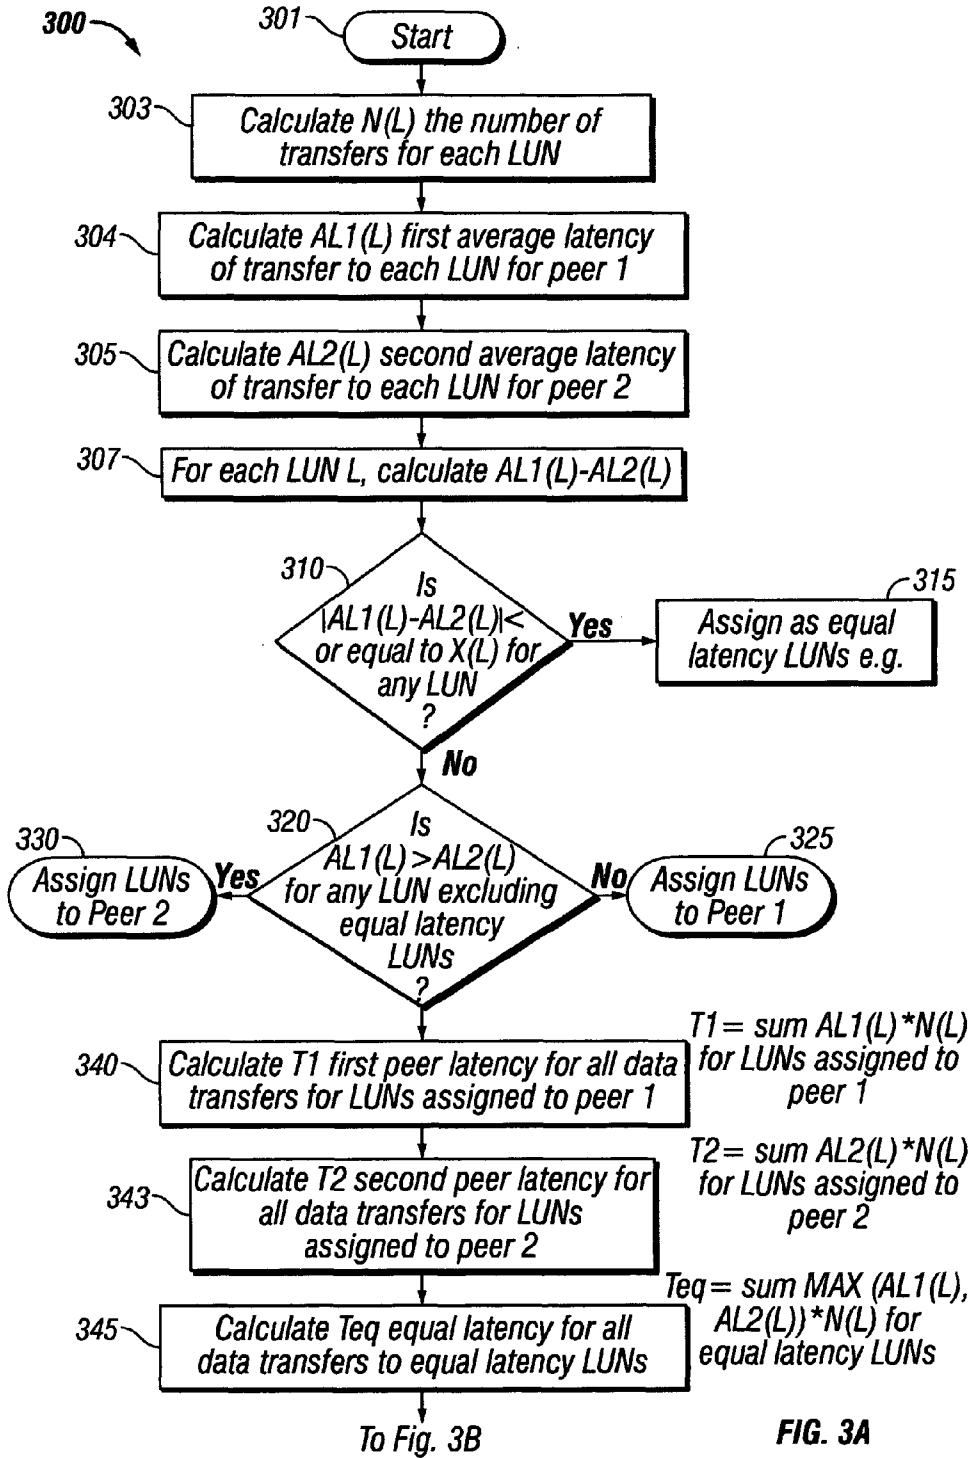 300
301
Start
303
Calculate N(L) the number of
transfers for each LUN
304
Calculate AL1(L) first average latency
of transfer to each LUN for peer 1
305
Calculate AL2(L) second average latency
of transfer to each LUN for peer 2
307
For each LUN L, calculate AL1(L)-AL2(L)
310
Is
|AL1(L)-AL2(L)|<
or equal to X(L) for
any LUN
?
Yes
315
Assign as equal
latency LUNs e.g.
No
320
Is
AL1(L)>AL2(L)
for any LUN excluding
equal latency
LUNs
?
330
Yes
Assign LUNs
to Peer 2
No
325
Assign LUNs
to Peer 1
340
Calculate T1 first peer latency for all data
transfers for LUNs assigned to peer 1
T1= sum AL1(L)*N(L)
for LUNs assigned to
peer 1
343
Calculate T2 second peer latency for
all data transfers for LUNs
assigned to peer 2
T2= sum AL2(L)*N(L)
for LUNs assigned to
peer 2
345
Calculate Teq equal latency for all
data transfers to equal latency LUNs
Teq= sum MAX (AL1(L),
AL2(L))*N(L) for
equal latency LUNs
To Fig. 3B
FIG. 3A